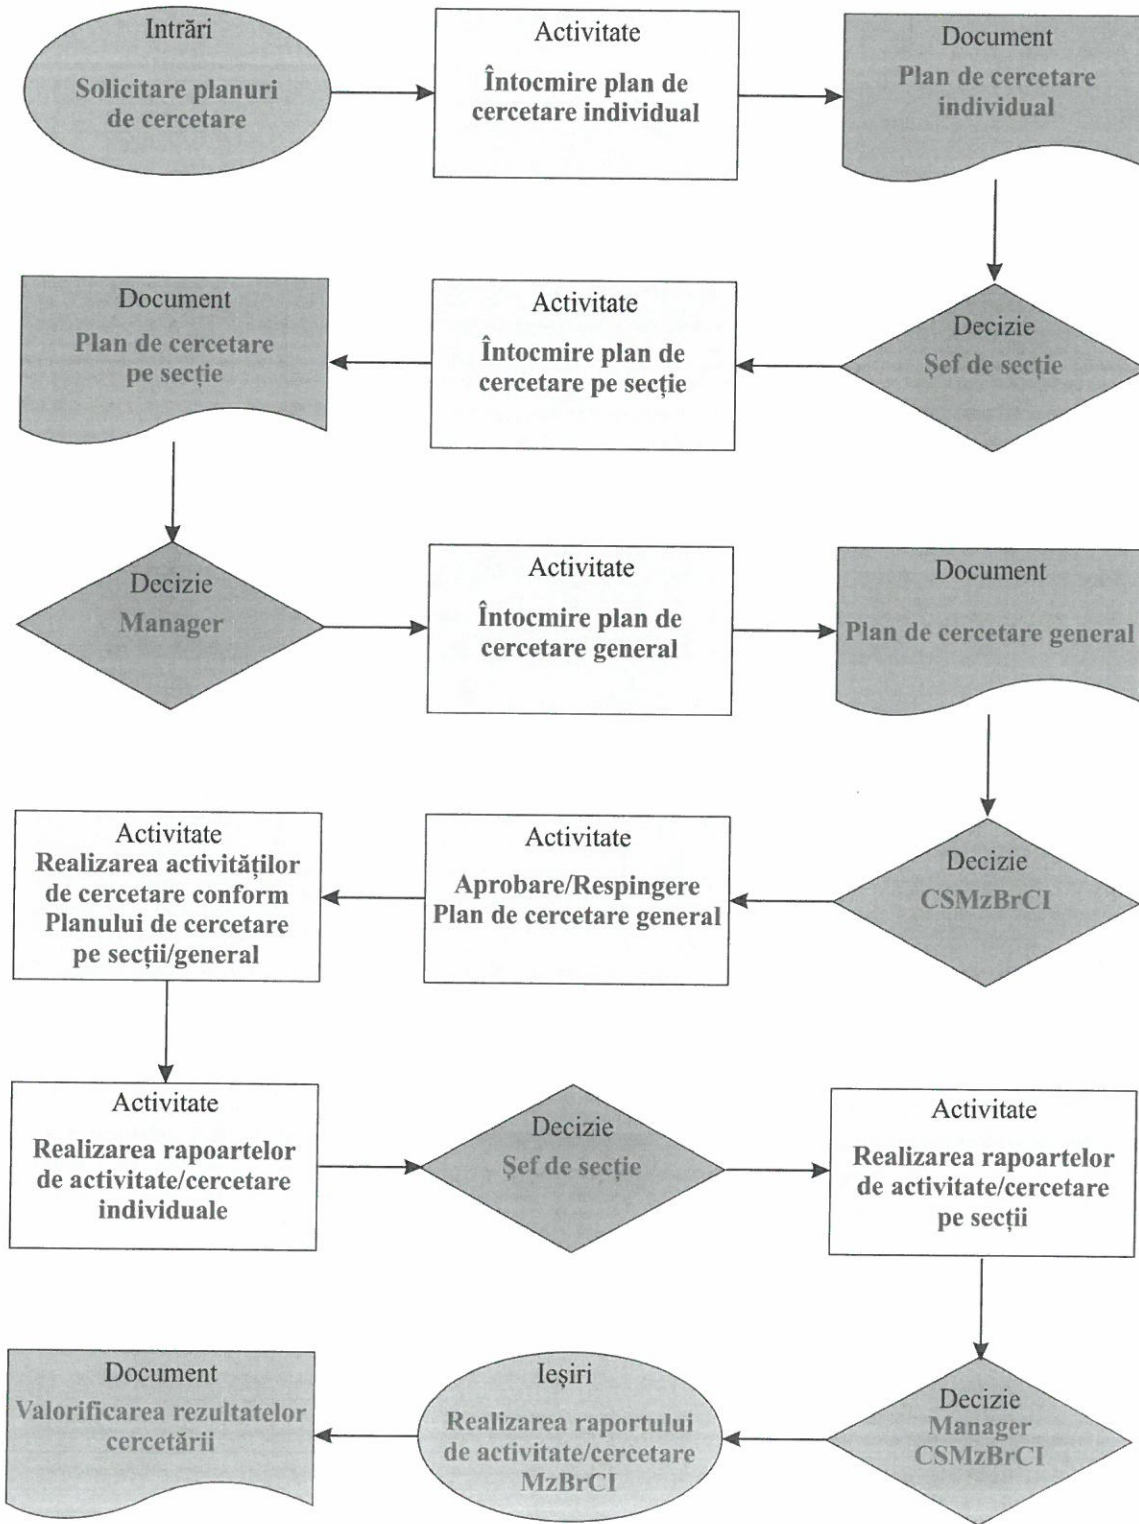 Intrări
Solicitare planuri
de cercetare
Activitate
Întocmire plan de
cercetare individual
Document
Plan de cercetare
individual
Decizie
Șef de secție
Activitate
Întocmire plan de
cercetare pe secție
Document
Plan de cercetare
pe secție
Decizie
Manager
Activitate
Întocmire plan de
cercetare general
Document
Plan de cercetare general
Decizie
CSMzBrCI
Activitate
Aprobare/Respingere
Plan de cercetare general
Activitate
Realizarea activităților
de cercetare conform
Planului de cercetare
pe secții/general
Activitate
Realizarea rapoartelor
de activitate/cercetare
individuale
Decizie
Șef de secție
Activitate
Realizarea rapoartelor
de activitate/cercetare
pe secții
Decizie
Manager
CSMzBrCI
Ieșiri
Realizarea raportului
de activitate/cercetare
MzBrCI
Document
Valorificarea rezultatelor
cercetării